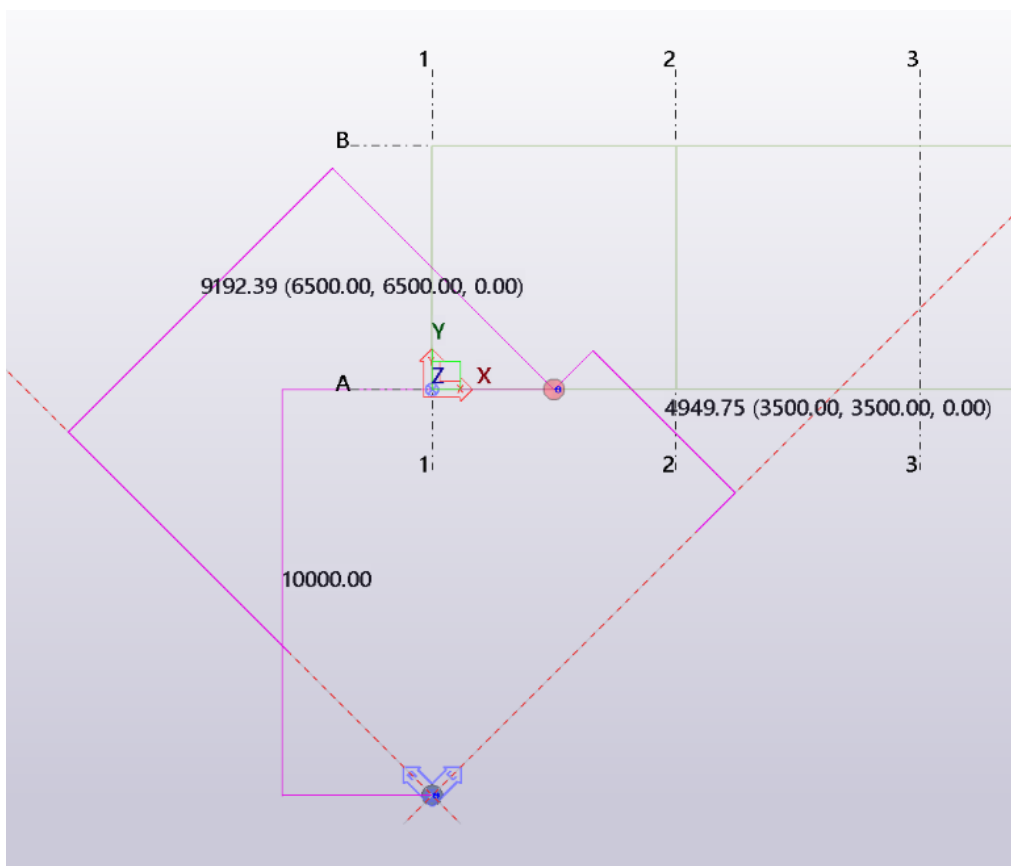 1 2 3
B
9192.39 (6500.00, 6500.00, 0.00)
Y
A Z X
x
4949.75 (3500.00, 3500.00, 0.00)
1 2 3
10000.00
N E